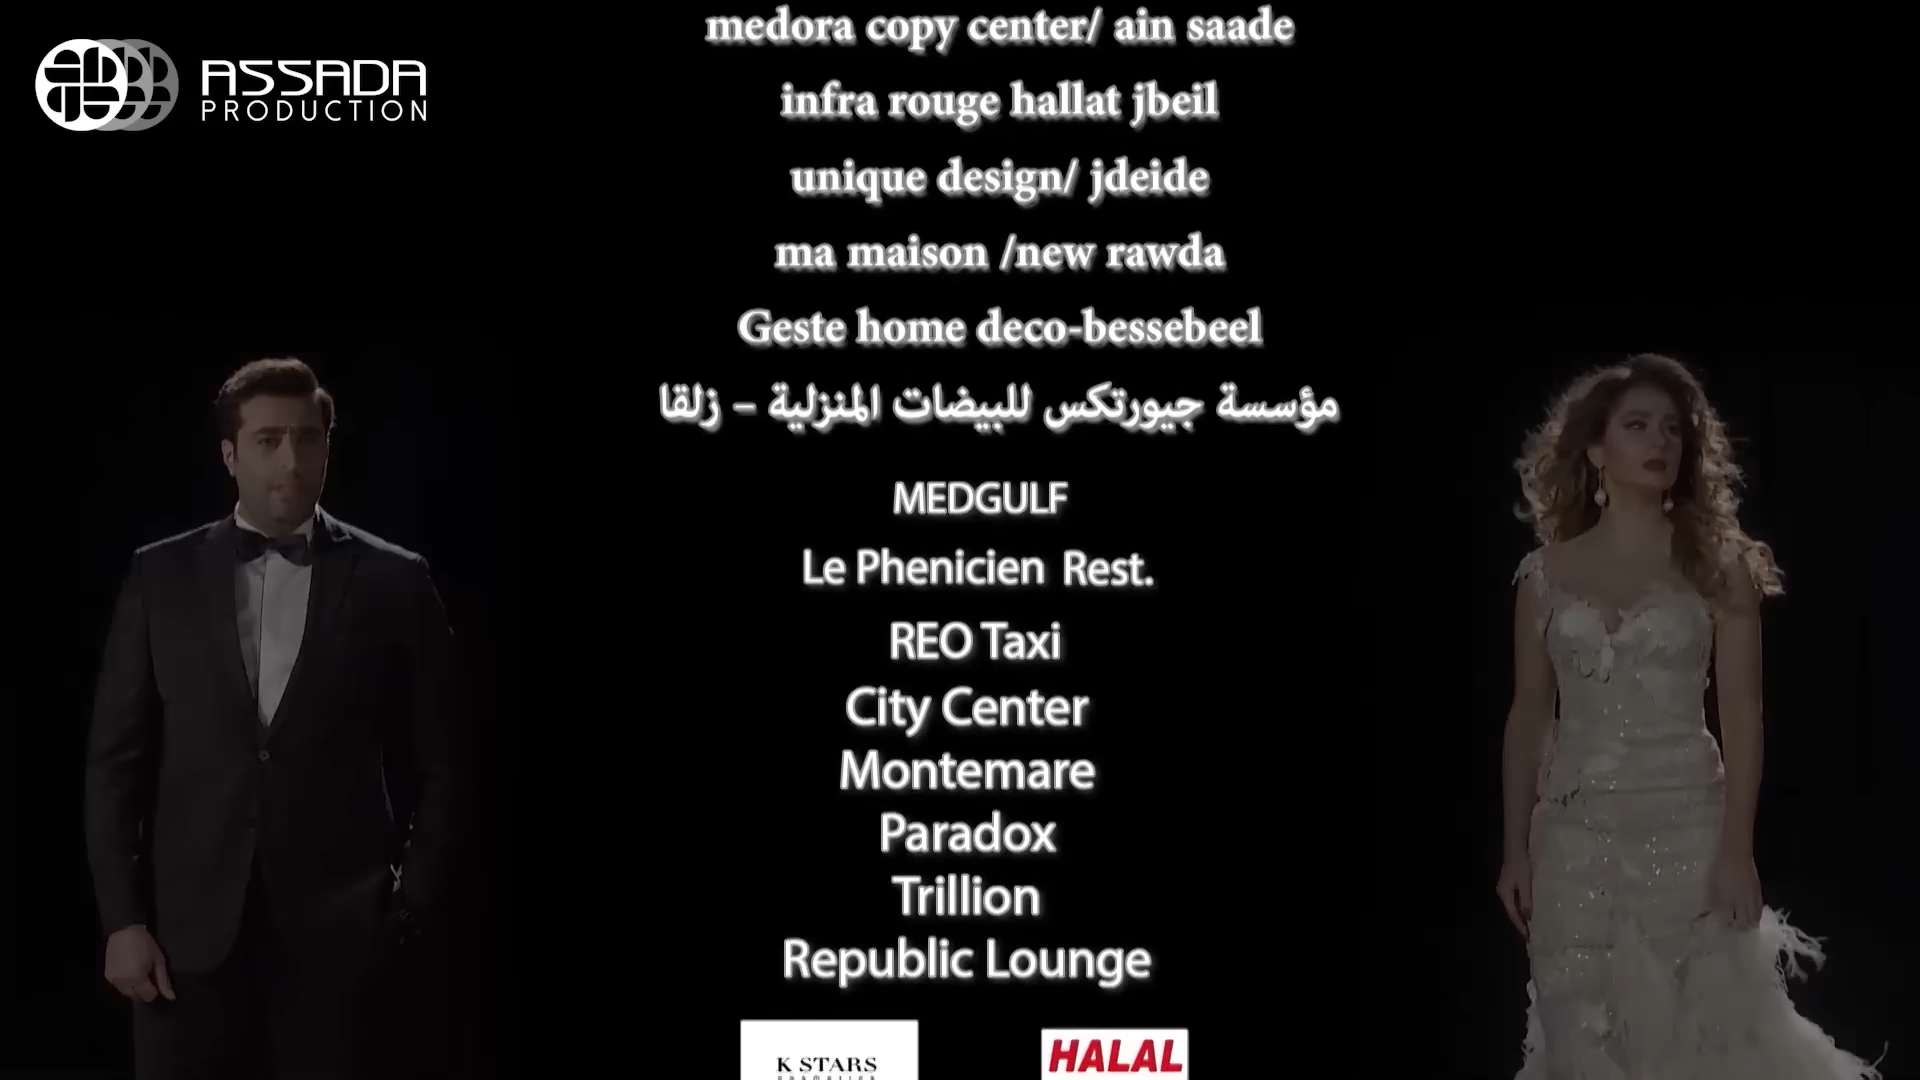 ASSADA
PRODUCTION
medora copy center/ ain saade
infra rouge hallat jbeil
unique design/ jdeide
ma maison /new rawda
Geste home deco-bessebeel
مؤسسة جيورتكس للبيضات المنزلية – زلقا
MEDGULF
Le Phenicien Rest.
REO Taxi
City Center
Montemare
Paradox
Trillion
Republic Lounge
K STARS
HALAL